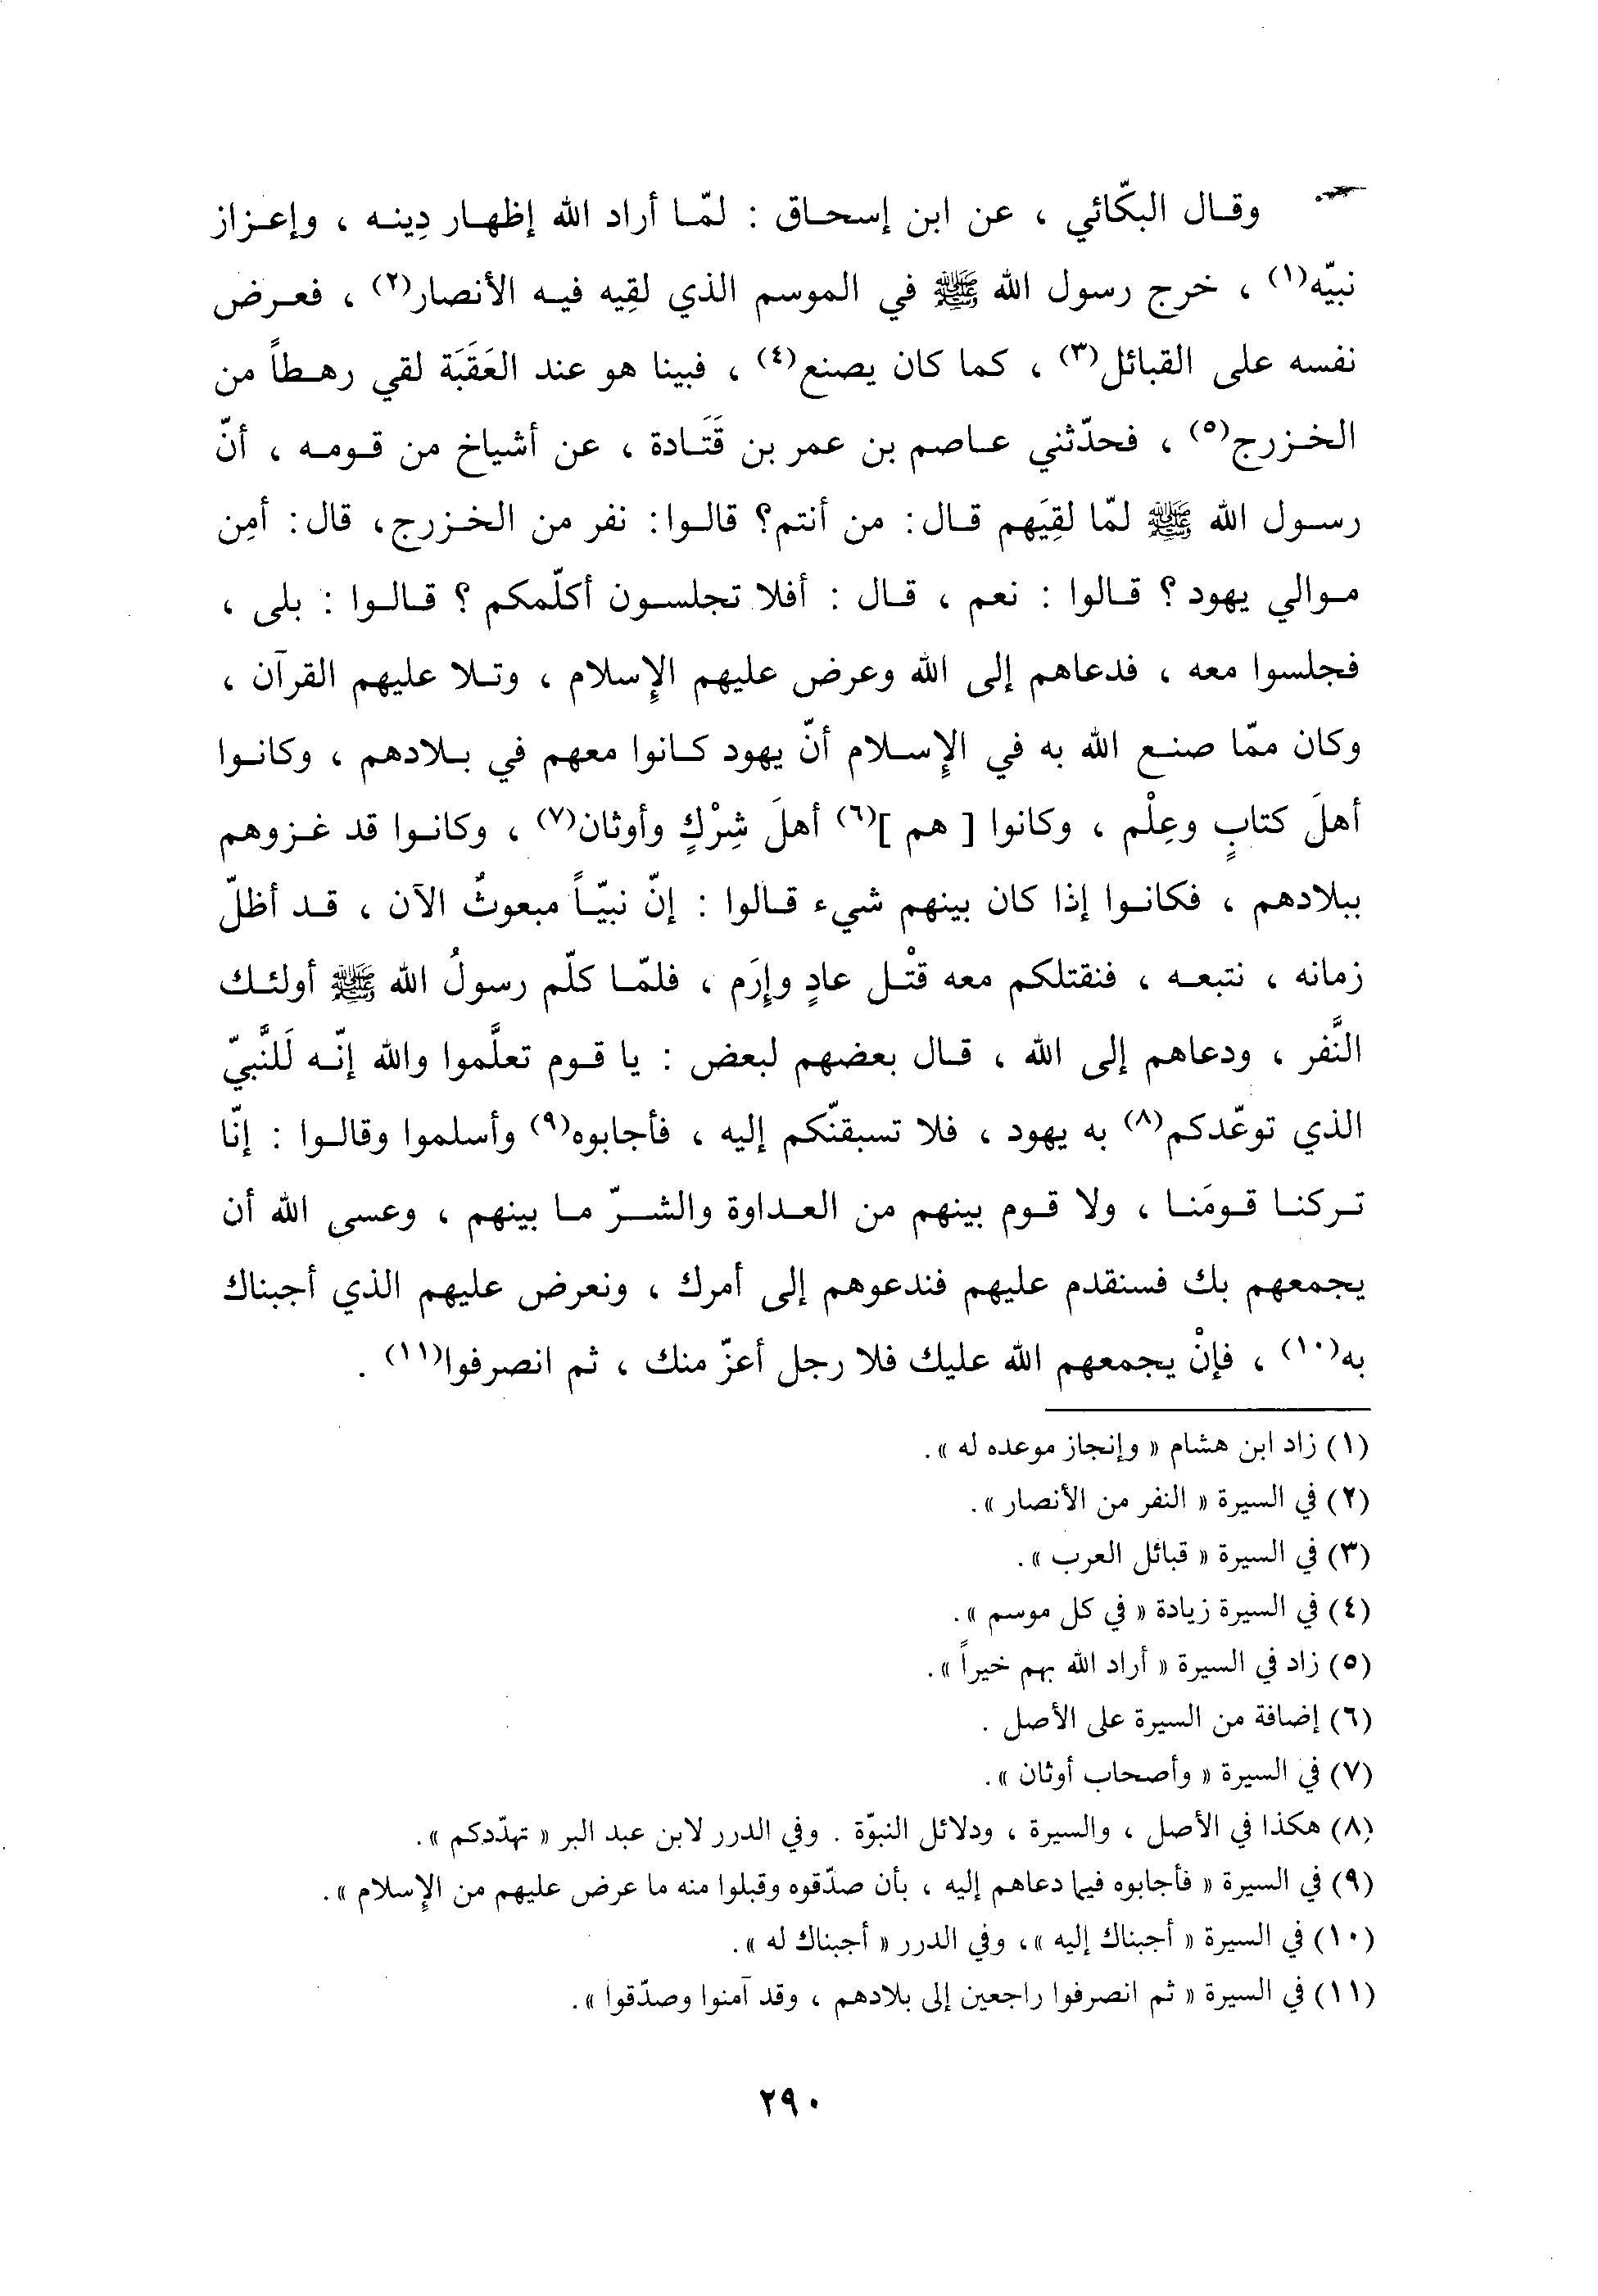 وقال البكّائي ، عن ابن إسحاق : لمّا أراد الله إظهار دِينه ، وإعزاز
نبيّه(١) ، خرج رسول الله ﷺ في الموسم الذي لقِيه فيه الأنصار(٢) ، فعرض
نفسه على القبائل(٣) ، كما كان يصنع(٤) ، فبينا هو عند العَقَبَة لقي رهطاً من
الخزرج(٥) ، فحدّثني عاصم بن عمر بن قَتَادة ، عن أشياخ من قومه ، أنّ
رسول الله ﷺ لمّا لقِيَهم قال: من أنتم؟ قالوا: نفر من الخزرج، قال: أمِن
موالي يهود ؟ قالوا : نعم ، قال : أفلا تجلسون أكلّمكم ؟ قالوا : بلى ،
فجلسوا معه ، فدعاهم إلى الله وعرض عليهم الإِسلام ، وتلا عليهم القرآن ،
وكان ممّا صنع الله به في الإِسلام أنّ يهود كانوا معهم في بلادهم ، وكانوا
أهلَ كتابٍ وعِلْم ، وكانوا [ هم ](٦) أهلَ شِرْكٍ وأوثان(٧) ، وكانوا قد غزوهم
ببلادهم ، فكانوا إذا كان بينهم شيء قالوا : إنّ نبيّاً مبعوثٌ الآن ، قد أظلّ
زمانه ، نتبعه ، فنقتلكم معه قتْل عادٍ وإِرَم ، فلمّا كلّم رسولُ الله ﷺ أولئك
النَّفر ، ودعاهم إلى الله ، قال بعضهم لبعض : يا قوم تعلَّموا والله إنّه لَلنَّبيّ
الذي توعّدكم(٨) به يهود ، فلا تسبقنّكم إليه ، فأجابوه(٩) وأسلموا وقالوا : إنّا
تركنا قومَنا ، ولا قوم بينهم من العداوة والشرّ ما بينهم ، وعسى الله أن
يجمعهم بك فسنقدم عليهم فندعوهم إلى أمرك ، ونعرض عليهم الذي أجبناك
به(١٠) ، فإنْ يجمعهم الله عليك فلا رجل أعزّ منك ، ثم انصرفوا(١١) .
(١) زاد ابن هشام « وإنجاز موعده له ».
(٢) في السيرة « النفر من الأنصار ».
(٣) في السيرة « قبائل العرب ».
(٤) في السيرة زيادة « في كل موسم ».
(٥) زاد في السيرة « أراد الله بهم خيراً ».
(٦) إضافة من السيرة على الأصل .
(٧) في السيرة « وأصحاب أوثان ».
(٨) هكذا في الأصل ، والسيرة ، ودلائل النبوّة . وفي الدرر لابن عبد البر « تهدّدكم ».
(٩) في السيرة « فأجابوه فيما دعاهم إليه ، بأن صدّقوه وقبلوا منه ما عرض عليهم من الإِسلام ».
(١٠) في السيرة « أجبناك إليه »، وفي الدرر « أجبناك له ».
(١١) في السيرة « ثم انصرفوا راجعين إلى بلادهم ، وقد آمنوا وصدّقوا ».
٢٩٠